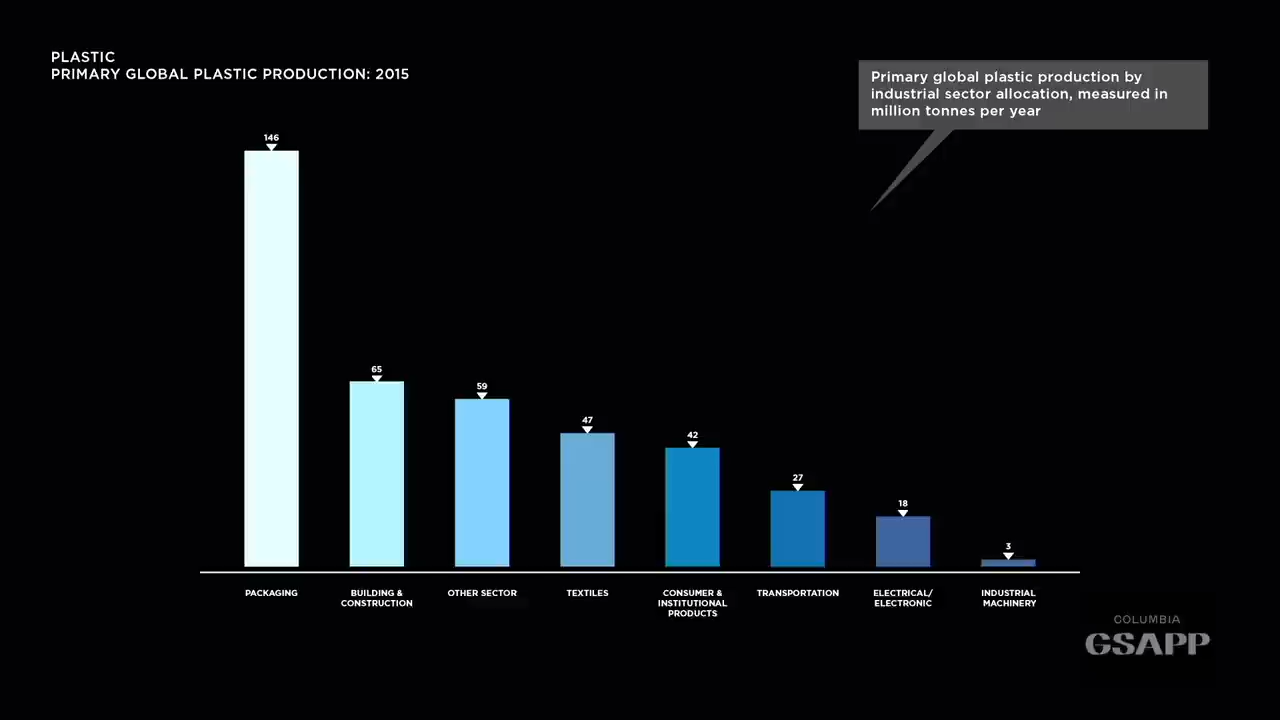 PLASTIC
PRIMARY GLOBAL PLASTIC PRODUCTION: 2015
Primary global plastic production by
industrial sector allocation, measured in
million tonnes per year
146
65
59
47
42
27
18
3
PACKAGING
BUILDING &
CONSTRUCTION
OTHER SECTOR
TEXTILES
CONSUMER &
INSTITUTIONAL
PRODUCTS
TRANSPORTATION
ELECTRICAL/
ELECTRONIC
INDUSTRIAL
MACHINERY
COLUMBIA
GSAPP